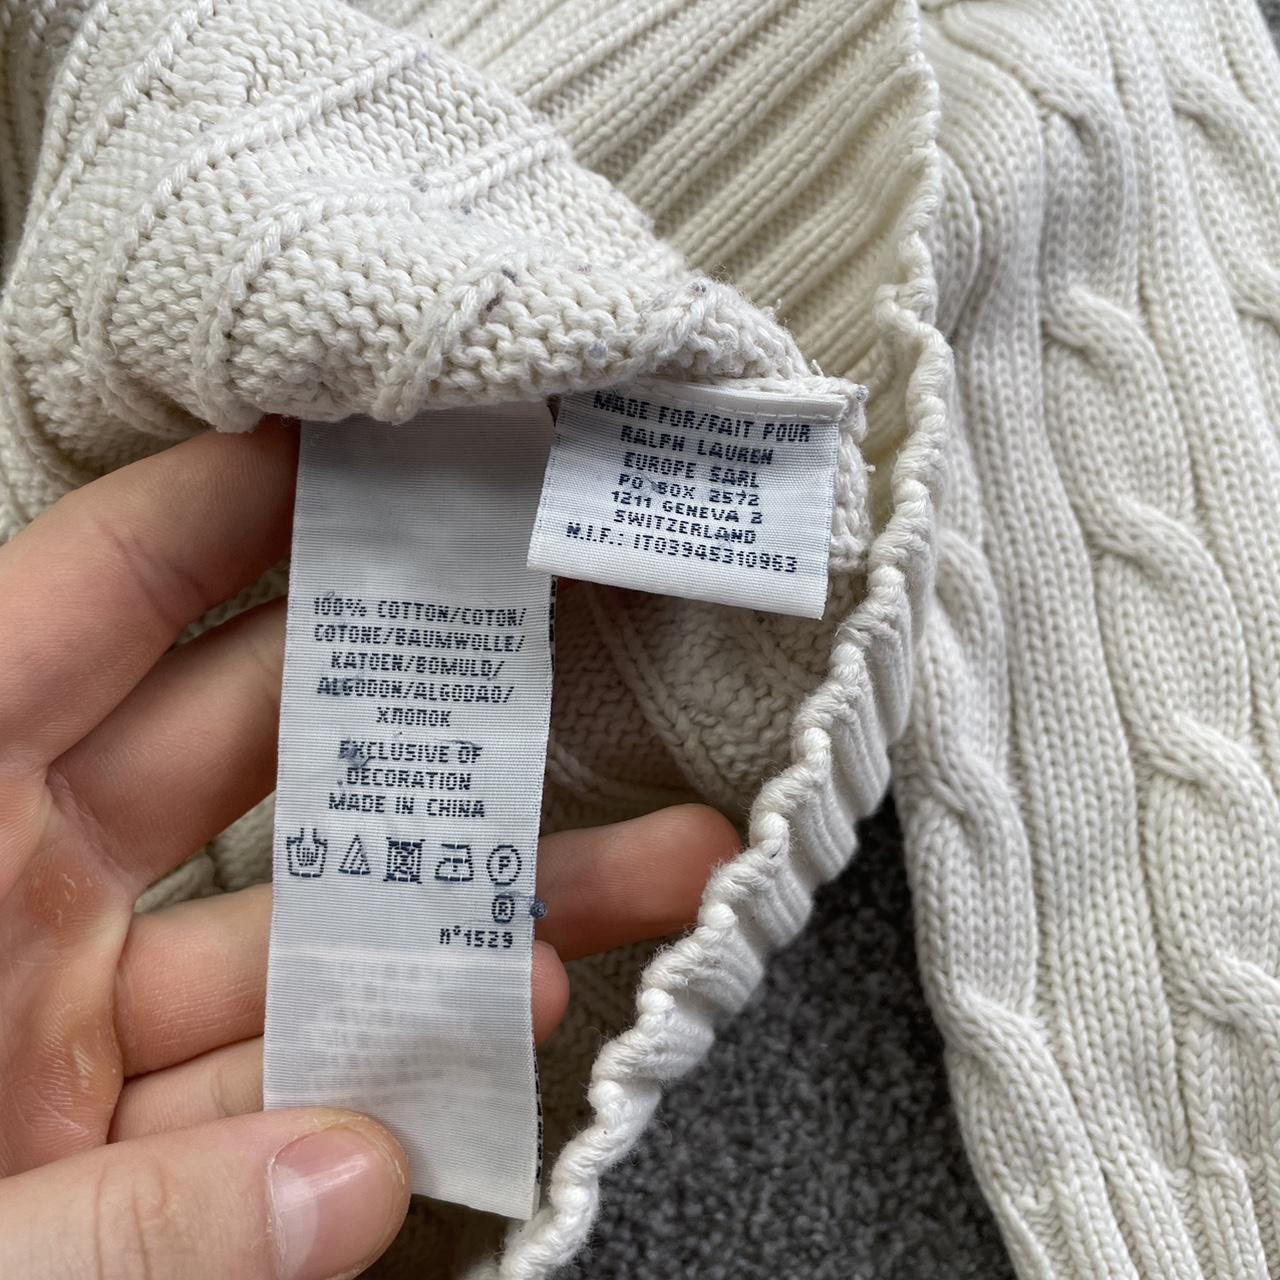 MADE FOR/FAIT POUR
RALPH LAUREN
EUROPE SARL
PO BOX 2572
1211 GENEVA 2
SWITZERLAND
N.I.F.: IT03945310963
100% COTTON/COTON/
COTONE/BAUMWOLLE/
KATOEN/BOMULD/
ALGODON/ALGODAO/
ХЛОПОК
EXCLUSIVE OF
DECORATION
MADE IN CHINA
P
R
n°1529